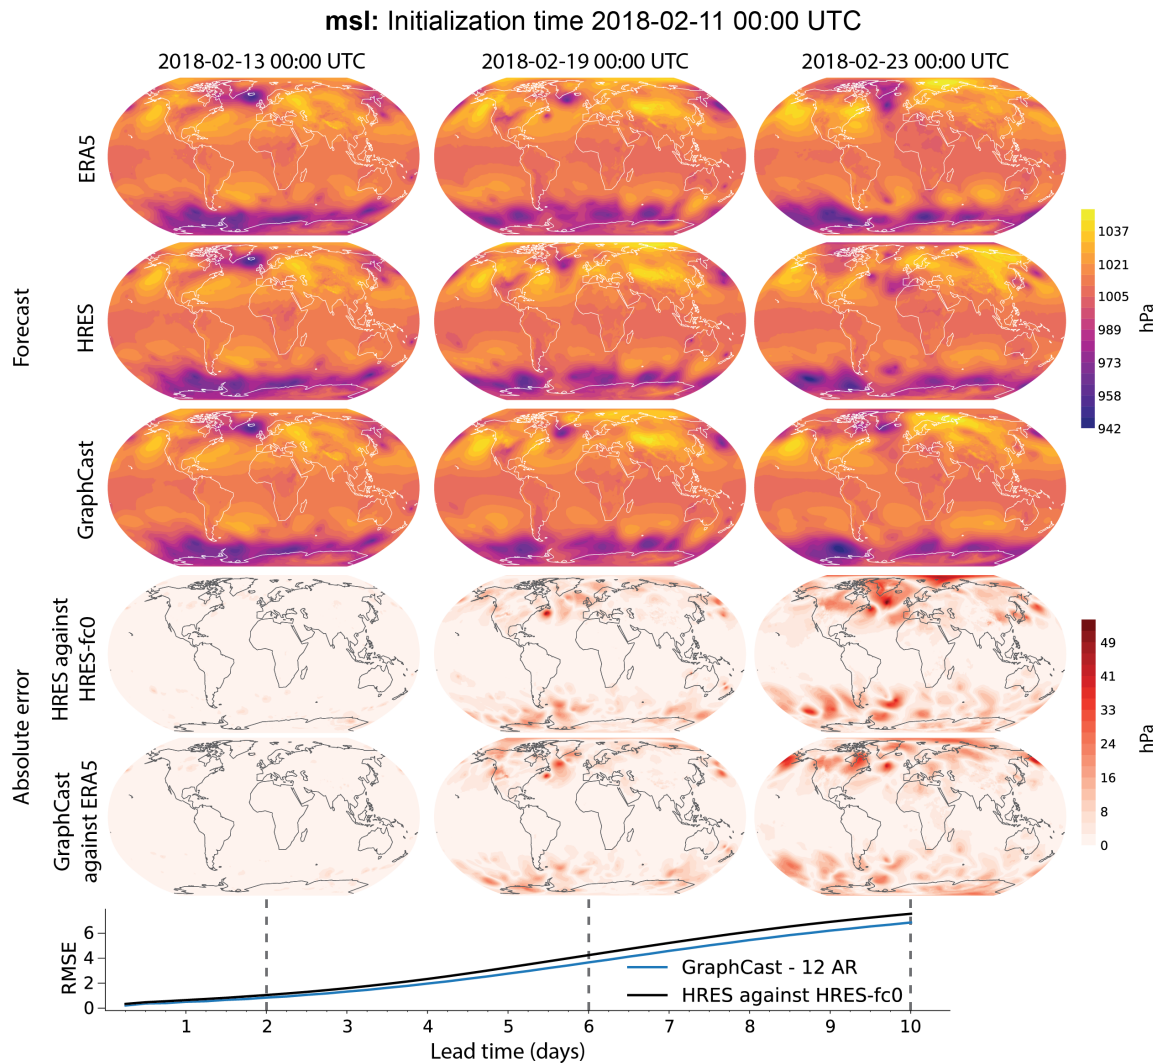 msl: Initialization time 2018-02-11 00:00 UTC
2018-02-13 00:00 UTC
2018-02-19 00:00 UTC
2018-02-23 00:00 UTC
Forecast
ERA5
HRES
GraphCast
1037
1021
1005
989
973
958
942
hPa
Absolute error
HRES against
HRES-fc0
GraphCast
against ERA5
49
41
33
24
16
8
0
hPa
RMSE
6
4
2
0
GraphCast - 12 AR
HRES against HRES-fc0
1 2 3 4 5 6 7 8 9 10
Lead time (days)